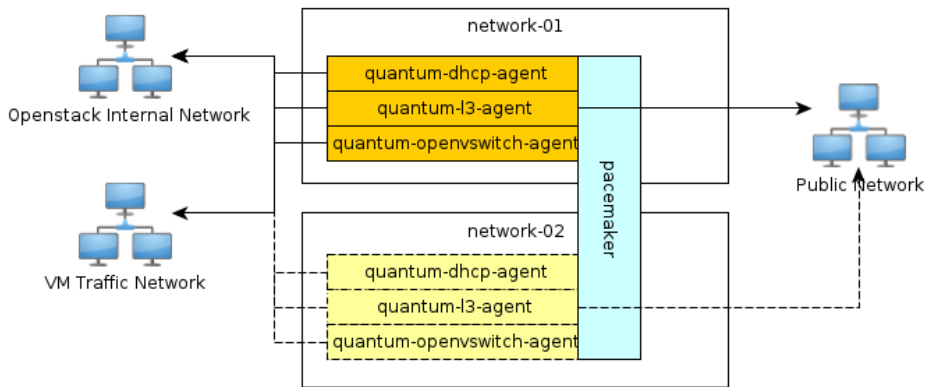 network-01
quantum-dhcp-agent
quantum-l3-agent
quantum-openvswitch-agent
Openstack Internal Network
Public Network
pacemaker
network-02
quantum-dhcp-agent
quantum-l3-agent
quantum-openvswitch-agent
VM Traffic Network